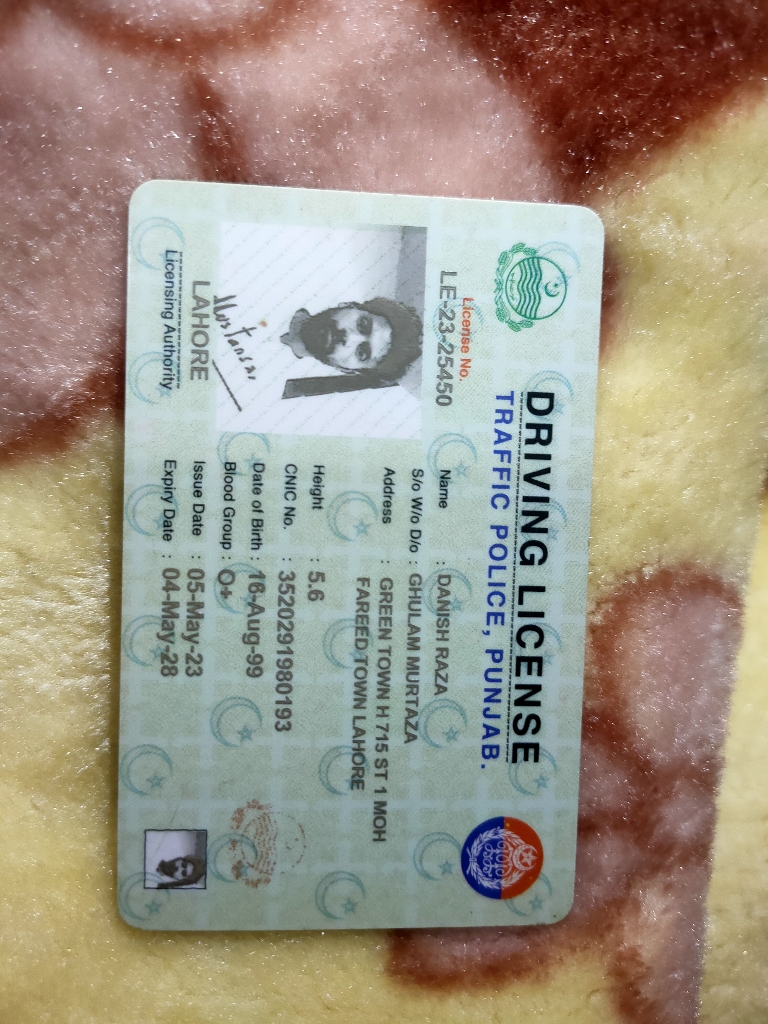 DRIVING LICENSE
TRAFFIC POLICE, PUNJAB.
License No.
LE-23-25450
Name : DANISH RAZA
S/o W/o D/o : GHULAM MURTAZA
Address : GREEN TOWN H 715 ST 1 MOH
FAREED TOWN LAHORE
Height : 5.6
CNIC No. : 3520291980193
Date of Birth : 16-Aug-99
Blood Group : O+
Issue Date : 05-May-23
Expiry Date : 04-May-28
LAHORE
Licensing Authority